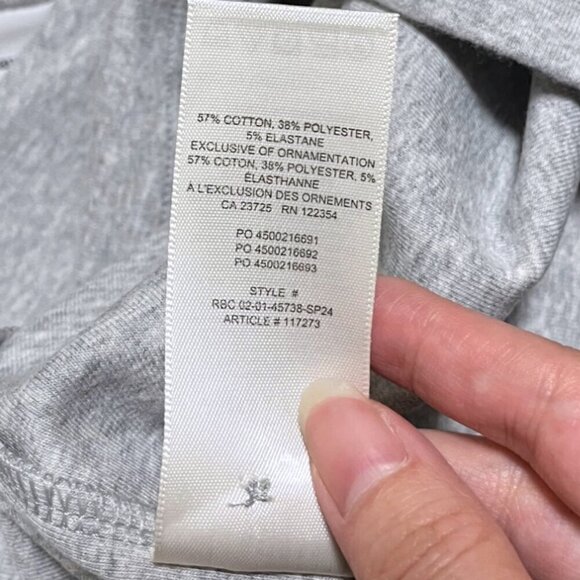 57% COTTON, 38% POLYESTER,
5% ELASTANE
EXCLUSIVE OF ORNAMENTATION
57% COTON, 38% POLYESTER, 5%
ÉLASTHANNE
À L'EXCLUSION DES ORNEMENTS
CA 23725 RN 122354
PO 4500216691
PO 4500216692
PO 4500216693
STYLE #
RBC 02-01-45738-SP24
ARTICLE # 117273